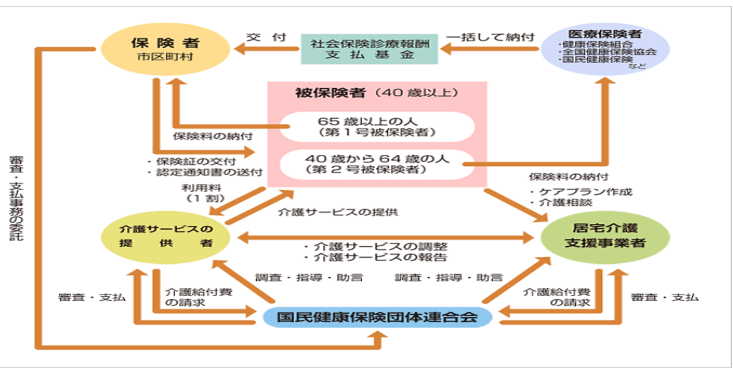 保険者
市区町村
交付
社会保険診療報酬
支払基金
一括して納付
医療保険者
・健康保険組合
・全国健康保険協会
・国民健康保険
など
被保険者（40歳以上）
65歳以上の人
（第1号被保険者）
40歳から64歳の人
（第2号被保険者）
保険料の納付
・保険証の交付
・認定通知書の送付
利用料
（1割）
介護サービスの提供
保険料の納付
・ケアプラン作成
・介護相談
審査・支払事務の委託
介護サービスの
提供者
・介護サービスの調整
・介護サービスの報告
居宅介護
支援事業者
調査・指導・助言
調査・指導・助言
審査・支払
介護給付費
の請求
国民健康保険団体連合会
介護給付費
の請求
審査・支払